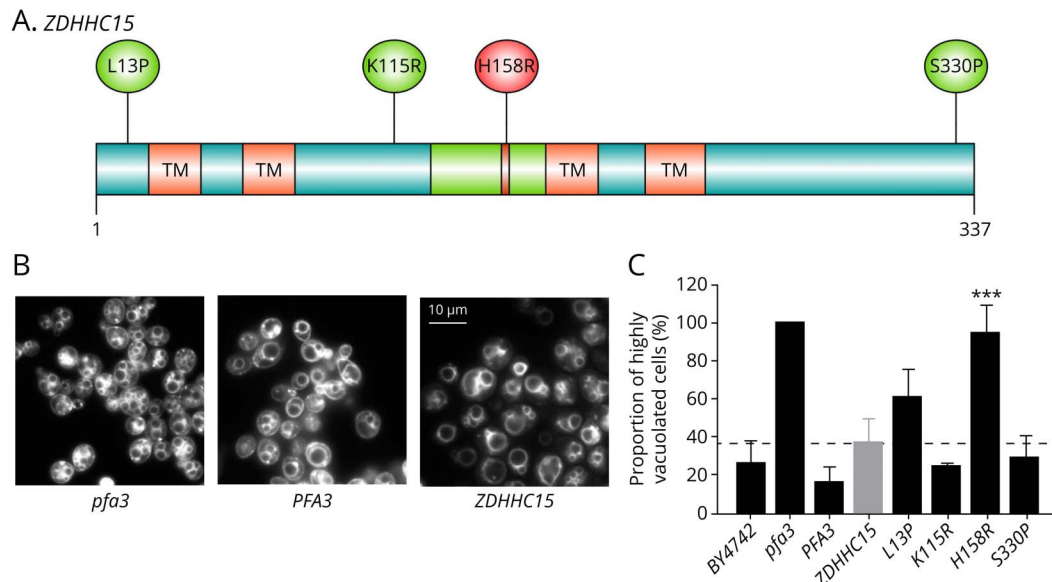 A. ZDHHC15
L13P K115R H158R S330P
TM TM TM TM
1 337
B
10 µm
pfa3 PFA3 ZDHHC15
C
Proportion of highly
vacuolated cells (%)
120
100
80
60
40
20
0
***
BY4742 pfa3 PFA3 ZDHHC15 L13P K115R H158R S330P